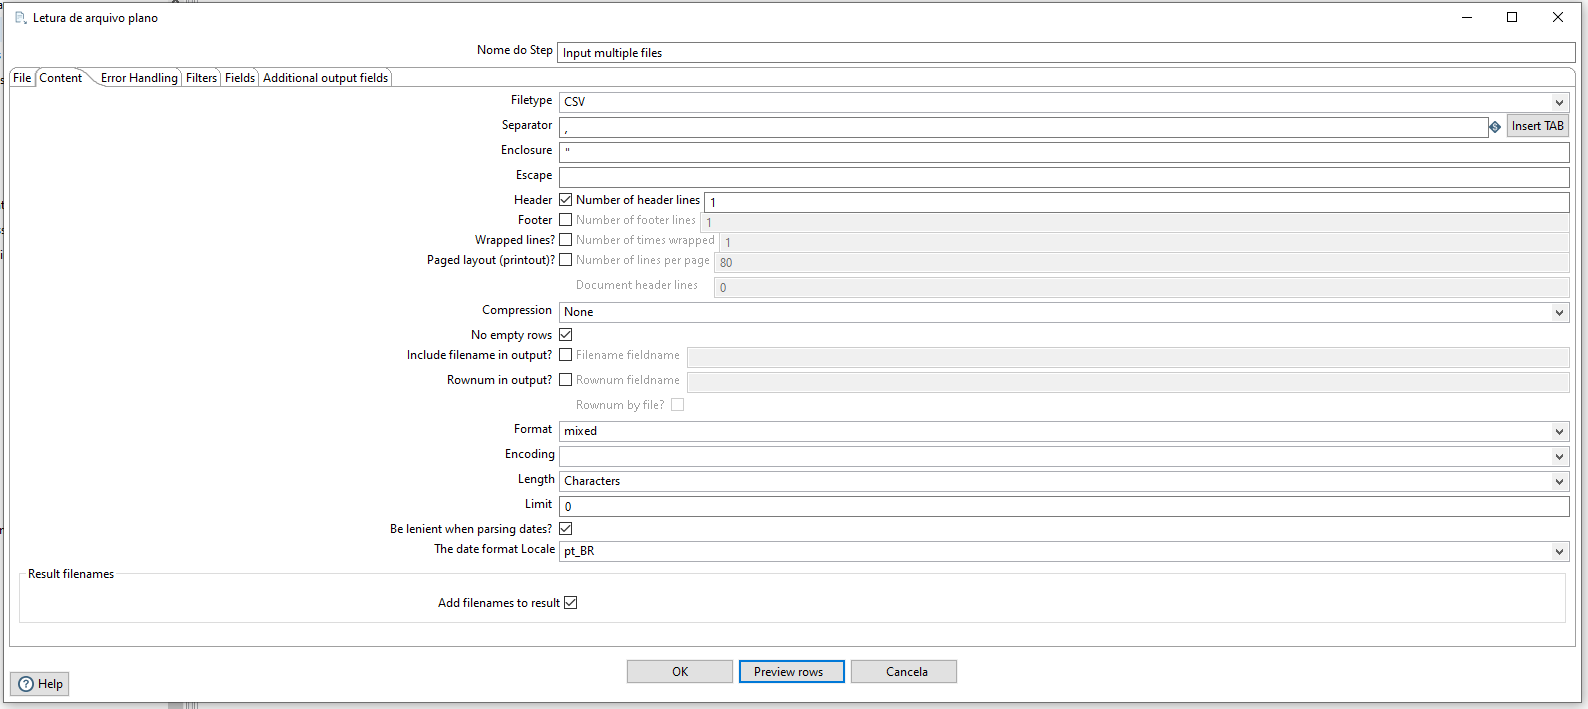 Letura de arquivo plano
Nome do Step Input multiple files
File Content Error Handling Filters Fields Additional output fields
Filetype CSV
Separator , Insert TAB
Enclosure "
Escape
Header Number of header lines 1
Footer Number of footer lines 1
Wrapped lines? Number of times wrapped 1
Paged layout (printout)? Number of lines per page 80
Document header lines 0
Compression None
No empty rows
Include filename in output? Filename fieldname
Rownum in output? Rownum fieldname
Rownum by file?
Format mixed
Encoding
Length Characters
Limit 0
Be lenient when parsing dates?
The date format Locale pt_BR
Result filenames
Add filenames to result
OK Preview rows Cancela
Help